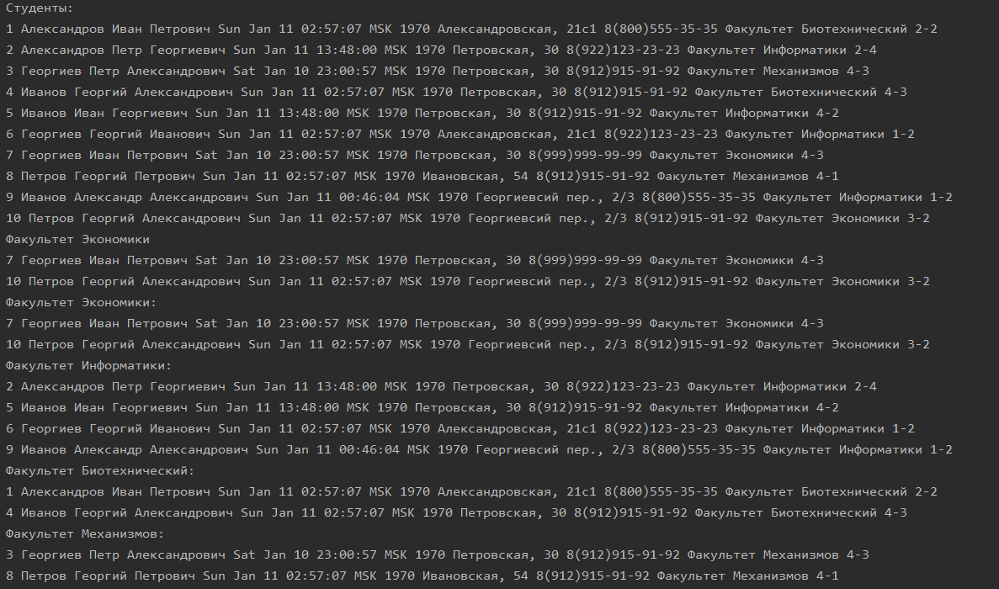 Студенты:
1 Александров Иван Петрович Sun Jan 11 02:57:07 MSK 1970 Александровская, 21с1 8(800)555-35-35 Факультет Биотехнический 2-2
2 Александров Петр Георгиевич Sun Jan 11 13:48:00 MSK 1970 Петровская, 30 8(922)123-23-23 Факультет Информатики 2-4
3 Георгиев Петр Александрович Sat Jan 10 23:00:57 MSK 1970 Петровская, 30 8(912)915-91-92 Факультет Механизмов 4-3
4 Иванов Георгий Александрович Sun Jan 11 02:57:07 MSK 1970 Петровская, 30 8(912)915-91-92 Факультет Биотехнический 4-3
5 Иванов Иван Георгиевич Sun Jan 11 13:48:00 MSK 1970 Петровская, 30 8(912)915-91-92 Факультет Информатики 4-2
6 Георгиев Георгий Иванович Sun Jan 11 02:57:07 MSK 1970 Александровская, 21с1 8(922)123-23-23 Факультет Информатики 1-2
7 Георгиев Иван Петрович Sat Jan 10 23:00:57 MSK 1970 Петровская, 30 8(999)999-99-99 Факультет Экономики 4-3
8 Петров Георгий Петрович Sun Jan 11 02:57:07 MSK 1970 Ивановская, 54 8(912)915-91-92 Факультет Механизмов 4-1
9 Иванов Александр Александрович Sun Jan 11 00:46:04 MSK 1970 Георгиевсий пер., 2/3 8(800)555-35-35 Факультет Информатики 1-2
10 Петров Георгий Александрович Sun Jan 11 02:57:07 MSK 1970 Георгиевсий пер., 2/3 8(912)915-91-92 Факультет Экономики 3-2
Факультет Экономики
7 Георгиев Иван Петрович Sat Jan 10 23:00:57 MSK 1970 Петровская, 30 8(999)999-99-99 Факультет Экономики 4-3
10 Петров Георгий Александрович Sun Jan 11 02:57:07 MSK 1970 Георгиевсий пер., 2/3 8(912)915-91-92 Факультет Экономики 3-2
Факультет Экономики:
7 Георгиев Иван Петрович Sat Jan 10 23:00:57 MSK 1970 Петровская, 30 8(999)999-99-99 Факультет Экономики 4-3
10 Петров Георгий Александрович Sun Jan 11 02:57:07 MSK 1970 Георгиевсий пер., 2/3 8(912)915-91-92 Факультет Экономики 3-2
Факультет Информатики:
2 Александров Петр Георгиевич Sun Jan 11 13:48:00 MSK 1970 Петровская, 30 8(922)123-23-23 Факультет Информатики 2-4
5 Иванов Иван Георгиевич Sun Jan 11 13:48:00 MSK 1970 Петровская, 30 8(912)915-91-92 Факультет Информатики 4-2
6 Георгиев Георгий Иванович Sun Jan 11 02:57:07 MSK 1970 Александровская, 21с1 8(922)123-23-23 Факультет Информатики 1-2
9 Иванов Александр Александрович Sun Jan 11 00:46:04 MSK 1970 Георгиевсий пер., 2/3 8(800)555-35-35 Факультет Информатики 1-2
Факультет Биотехнический:
1 Александров Иван Петрович Sun Jan 11 02:57:07 MSK 1970 Александровская, 21с1 8(800)555-35-35 Факультет Биотехнический 2-2
4 Иванов Георгий Александрович Sun Jan 11 02:57:07 MSK 1970 Петровская, 30 8(912)915-91-92 Факультет Биотехнический 4-3
Факультет Механизмов:
3 Георгиев Петр Александрович Sat Jan 10 23:00:57 MSK 1970 Петровская, 30 8(912)915-91-92 Факультет Механизмов 4-3
8 Петров Георгий Петрович Sun Jan 11 02:57:07 MSK 1970 Ивановская, 54 8(912)915-91-92 Факультет Механизмов 4-1